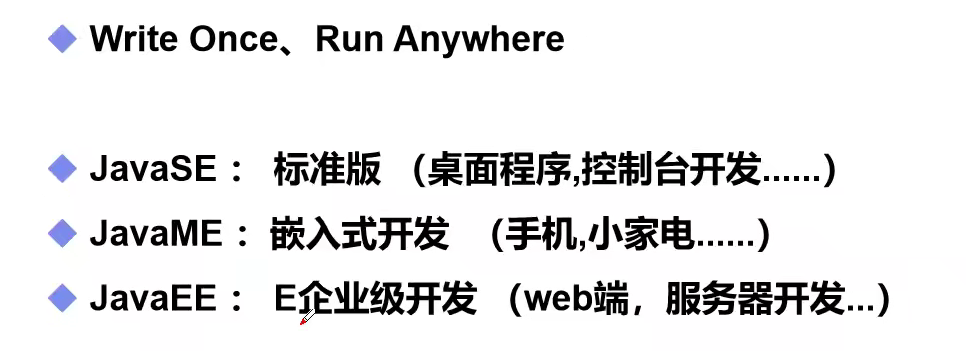 Write Once、Run Anywhere
JavaSE： 标准版 （桌面程序,控制台开发......）
JavaME：嵌入式开发 （手机,小家电......）
JavaEE： E企业级开发 （web端，服务器开发...）